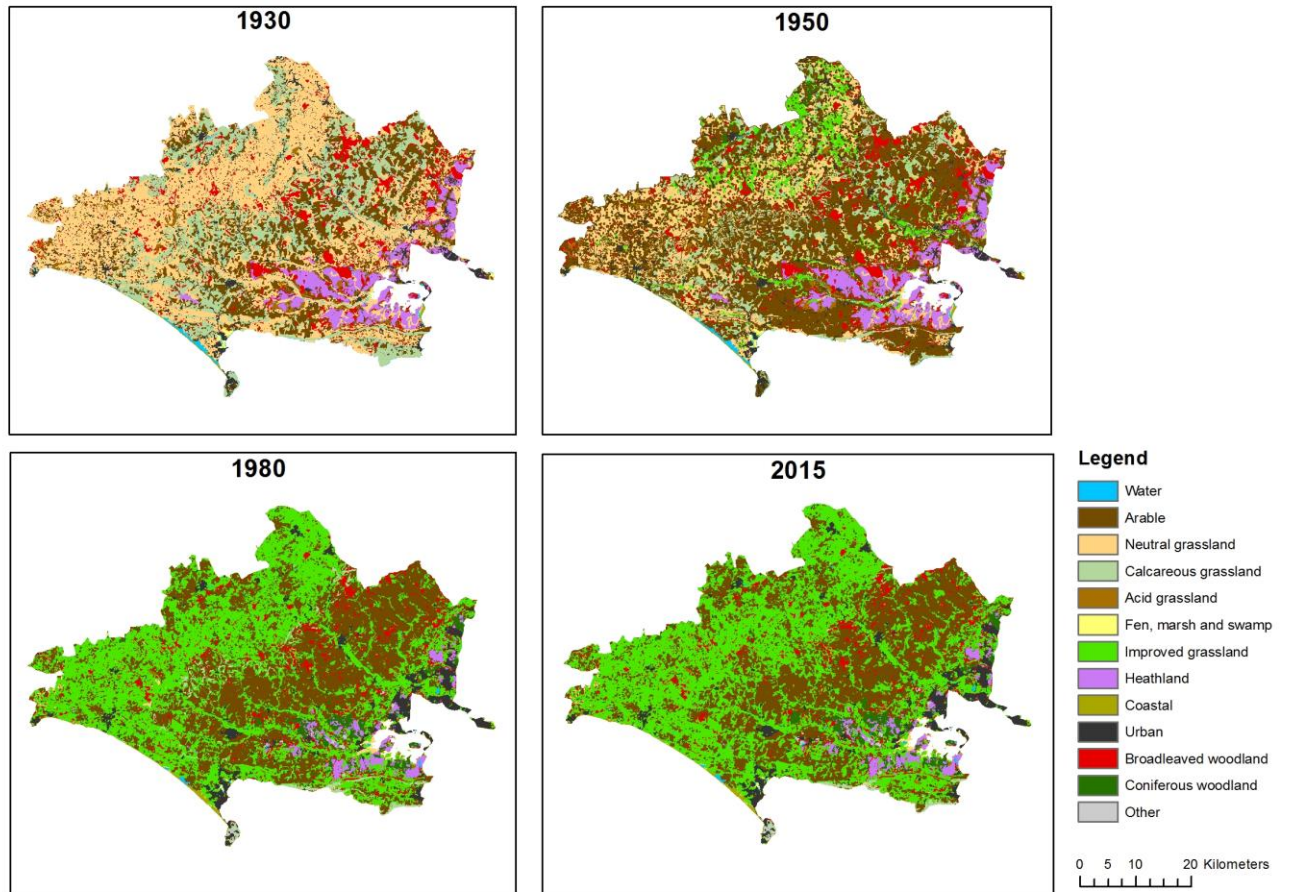 1930
1950
1980
2015
Legend
Water
Arable
Neutral grassland
Calcareous grassland
Acid grassland
Fen, marsh and swamp
Improved grassland
Heathland
Coastal
Urban
Broadleaved woodland
Coniferous woodland
Other
0 5 10 20 Kilometers